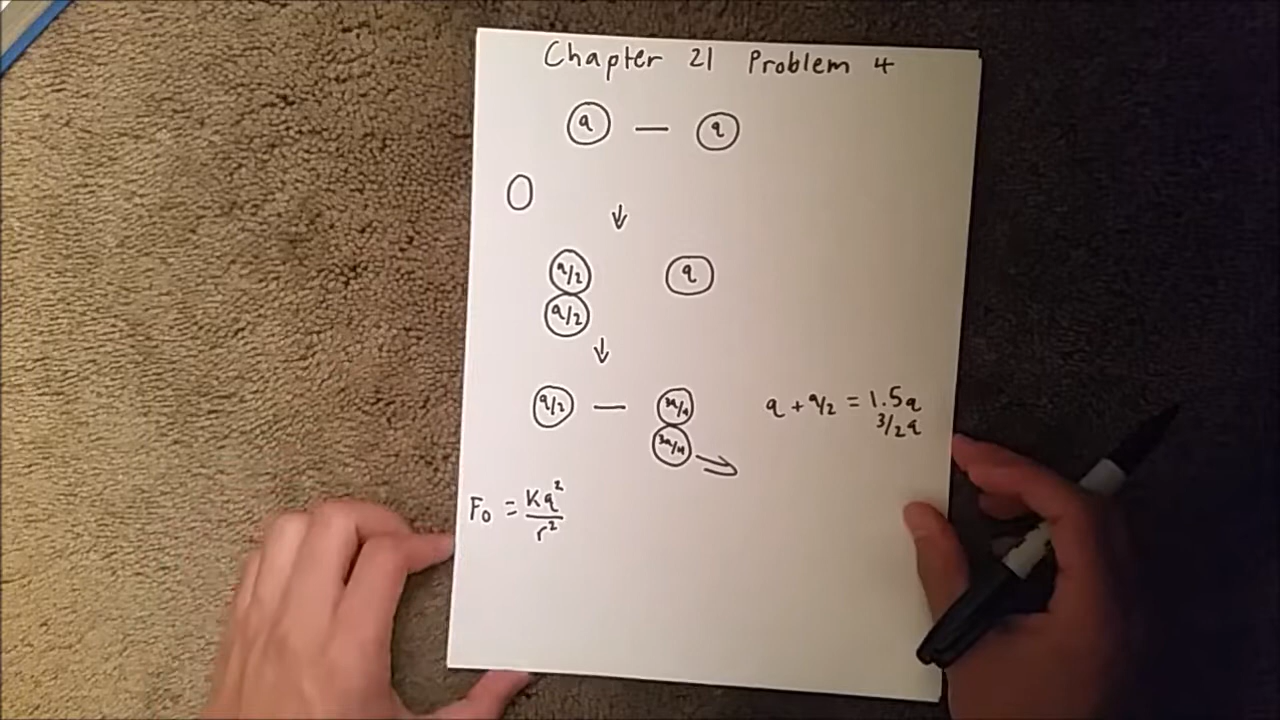 Chapter 21 Problem 4
q — q
0
↓
q/2 q
q/2
↓
q/2 — 3q/4 q + q/2 = 1.5q
3/2 q
3q/4
F₀ = Kq²/r²